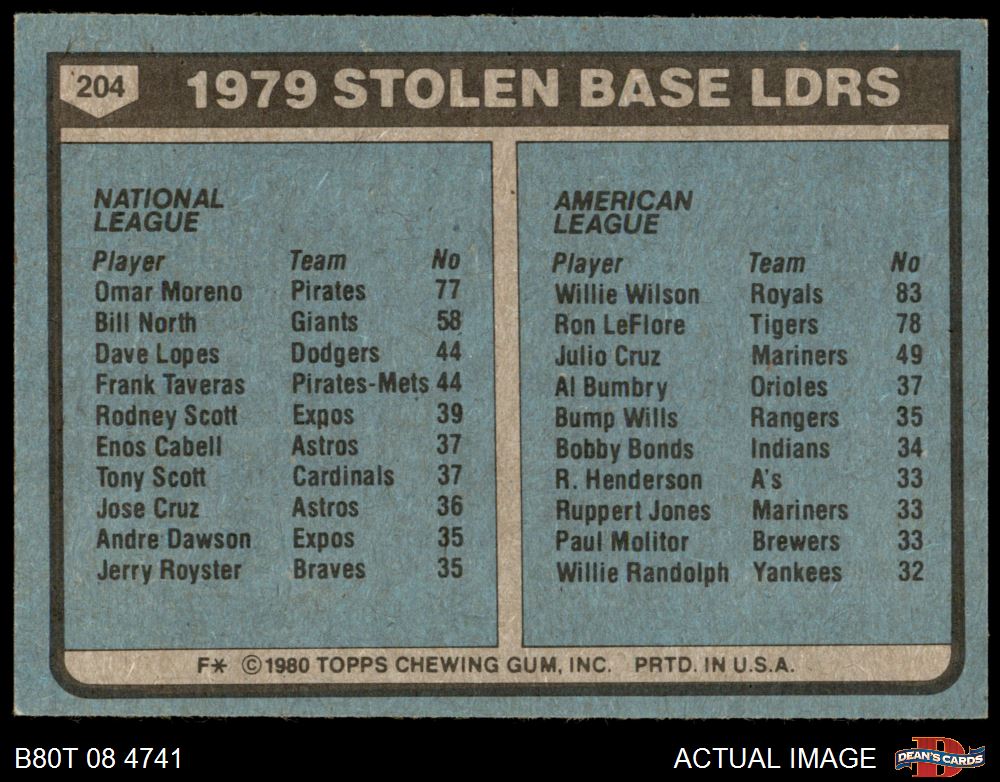 204 1979 STOLEN BASE LDRS
NATIONAL
LEAGUE
Player Team No
Omar Moreno Pirates 77
Bill North Giants 58
Dave Lopes Dodgers 44
Frank Taveras Pirates-Mets 44
Rodney Scott Expos 39
Enos Cabell Astros 37
Tony Scott Cardinals 37
Jose Cruz Astros 36
Andre Dawson Expos 35
Jerry Royster Braves 35
AMERICAN
LEAGUE
Player Team No
Willie Wilson Royals 83
Ron LeFlore Tigers 78
Julio Cruz Mariners 49
Al Bumbry Orioles 37
Bump Wills Rangers 35
Bobby Bonds Indians 34
R. Henderson A's 33
Ruppert Jones Mariners 33
Paul Molitor Brewers 33
Willie Randolph Yankees 32
F* ©1980 TOPPS CHEWING GUM, INC. PRTD. IN U.S.A.
B80T 08 4741 ACTUAL IMAGE D DEAN'S CARDS